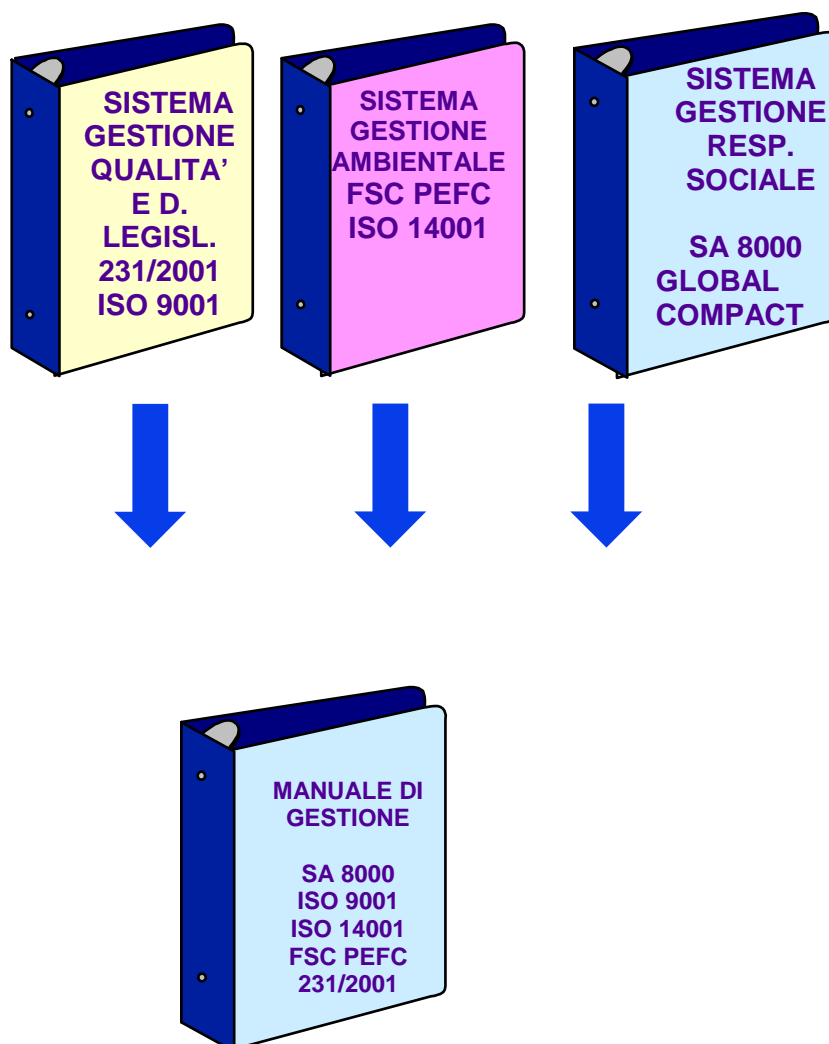 SISTEMA
GESTIONE
QUALITA’
E D.
LEGISL.
231/2001
ISO 9001
SISTEMA
GESTIONE
AMBIENTALE
FSC PEFC
ISO 14001
SISTEMA
GESTIONE
RESP.
SOCIALE
SA 8000
GLOBAL
COMPACT
MANUALE DI
GESTIONE
SA 8000
ISO 9001
ISO 14001
FSC PEFC
231/2001